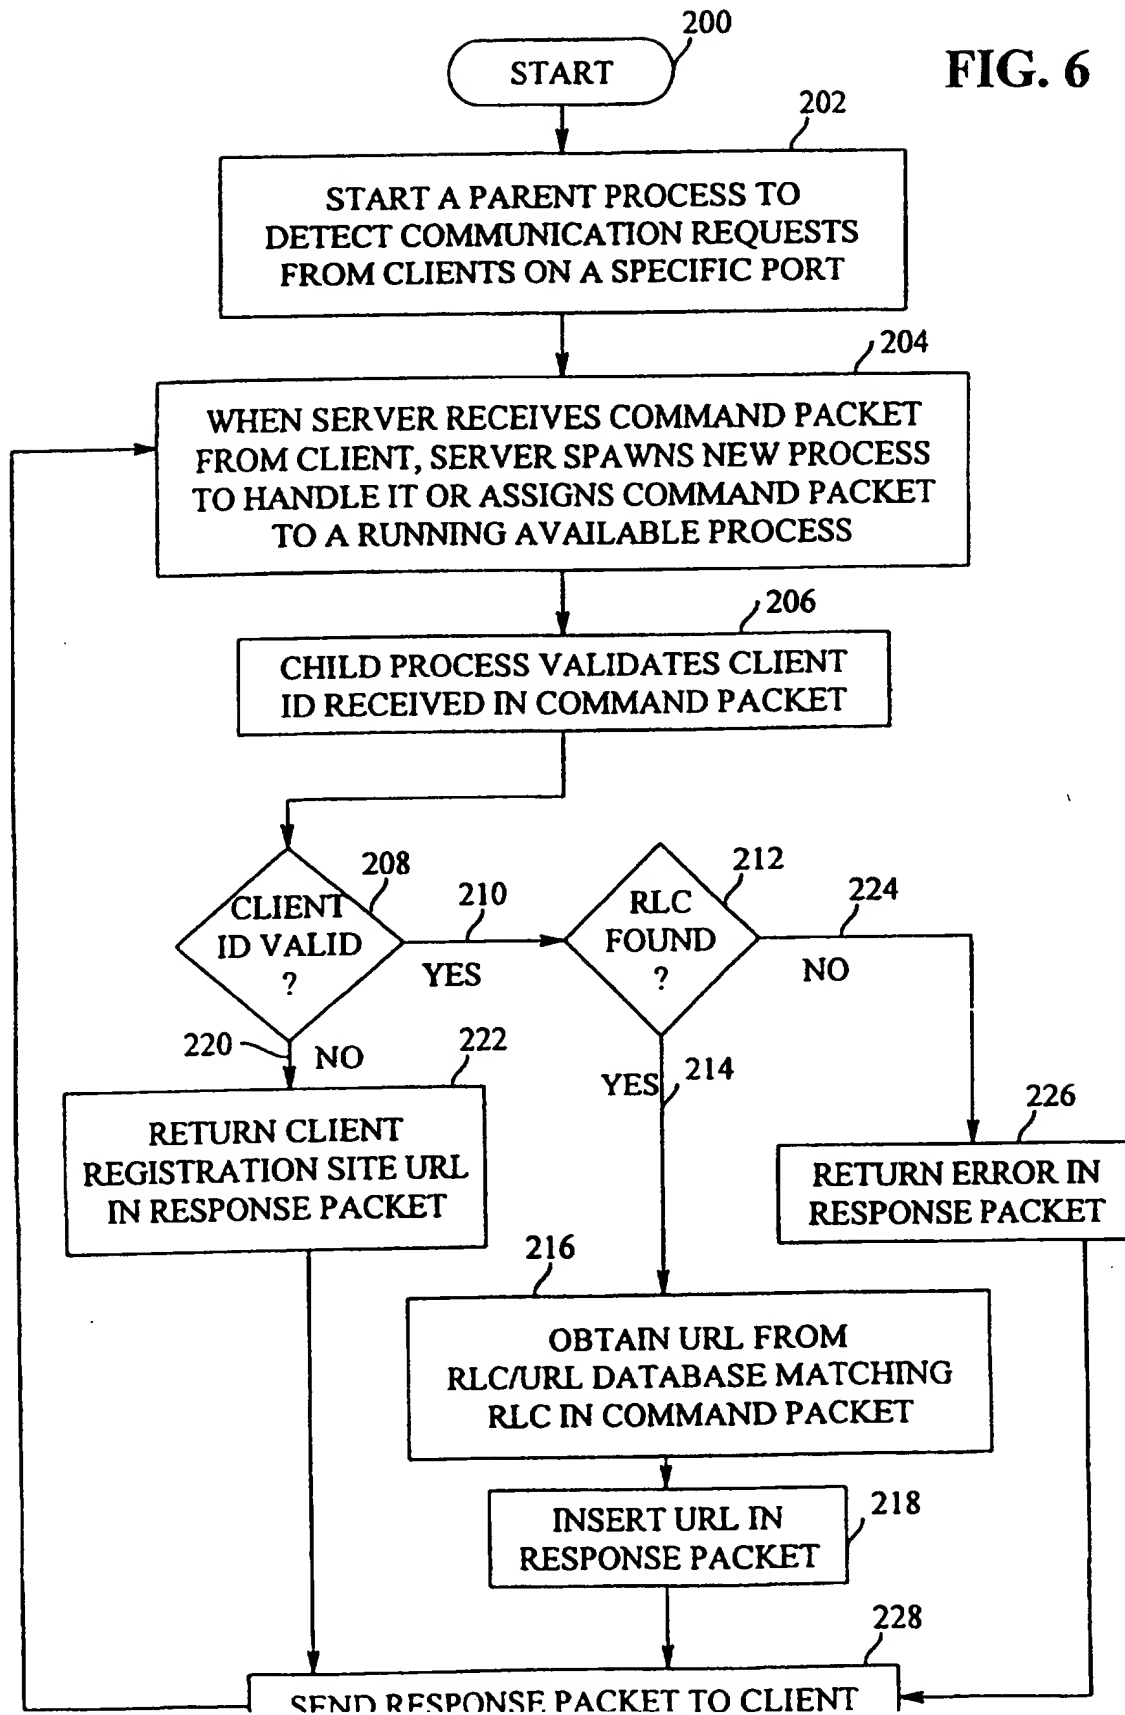 200
START
FIG. 6
202
START A PARENT PROCESS TO
DETECT COMMUNICATION REQUESTS
FROM CLIENTS ON A SPECIFIC PORT
204
WHEN SERVER RECEIVES COMMAND PACKET
FROM CLIENT, SERVER SPAWNS NEW PROCESS
TO HANDLE IT OR ASSIGNS COMMAND PACKET
TO A RUNNING AVAILABLE PROCESS
206
CHILD PROCESS VALIDATES CLIENT
ID RECEIVED IN COMMAND PACKET
208
CLIENT
ID VALID
?
210
YES
212
RLC
FOUND
?
224
NO
220
NO
222
RETURN CLIENT
REGISTRATION SITE URL
IN RESPONSE PACKET
YES
214
226
RETURN ERROR IN
RESPONSE PACKET
216
OBTAIN URL FROM
RLC/URL DATABASE MATCHING
RLC IN COMMAND PACKET
218
INSERT URL IN
RESPONSE PACKET
228
SEND RESPONSE PACKET TO CLIENT